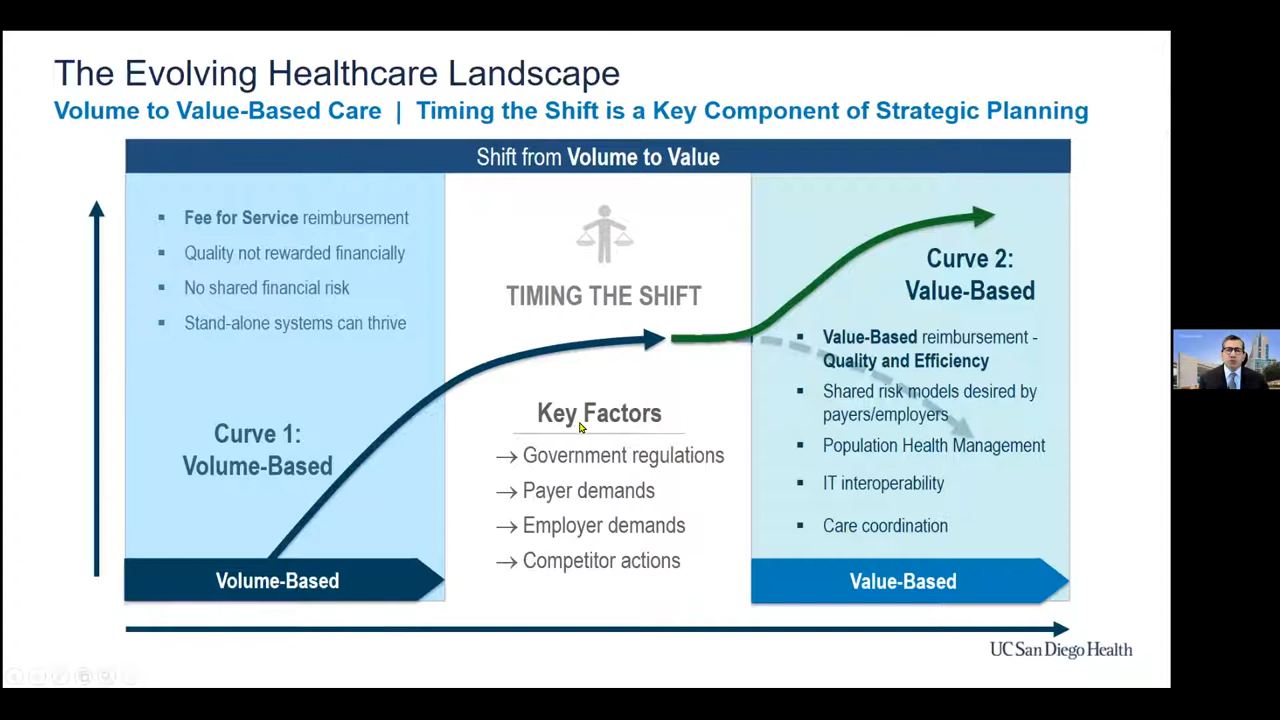 The Evolving Healthcare Landscape
Volume to Value-Based Care | Timing the Shift is a Key Component of Strategic Planning
Shift from Volume to Value
▪ Fee for Service reimbursement
▪ Quality not rewarded financially
▪ No shared financial risk
▪ Stand-alone systems can thrive
Curve 1:
Volume-Based
Volume-Based
TIMING THE SHIFT
Key Factors
→ Government regulations
→ Payer demands
→ Employer demands
→ Competitor actions
Curve 2:
Value-Based
▪ Value-Based reimbursement -
Quality and Efficiency
▪ Shared risk models desired by
payers/employers
▪ Population Health Management
▪ IT interoperability
▪ Care coordination
Value-Based
UC San Diego Health